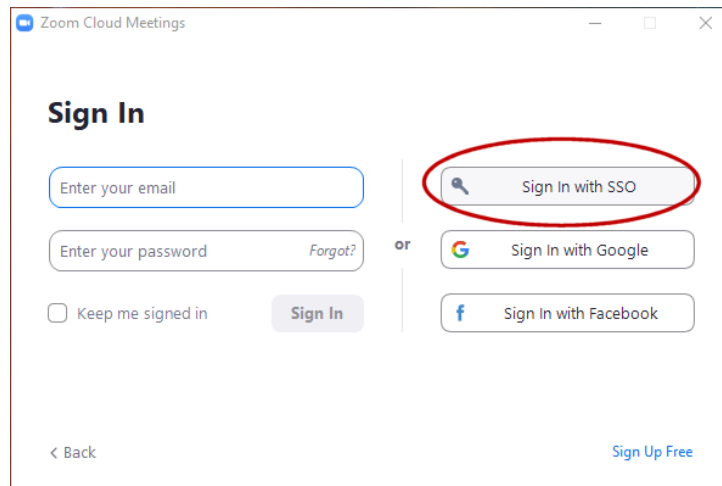 Zoom Cloud Meetings
Sign In
Enter your email
Enter your password
Forgot?
Keep me signed in
Sign In
or
Sign In with SSO
Sign In with Google
Sign In with Facebook
< Back
Sign Up Free